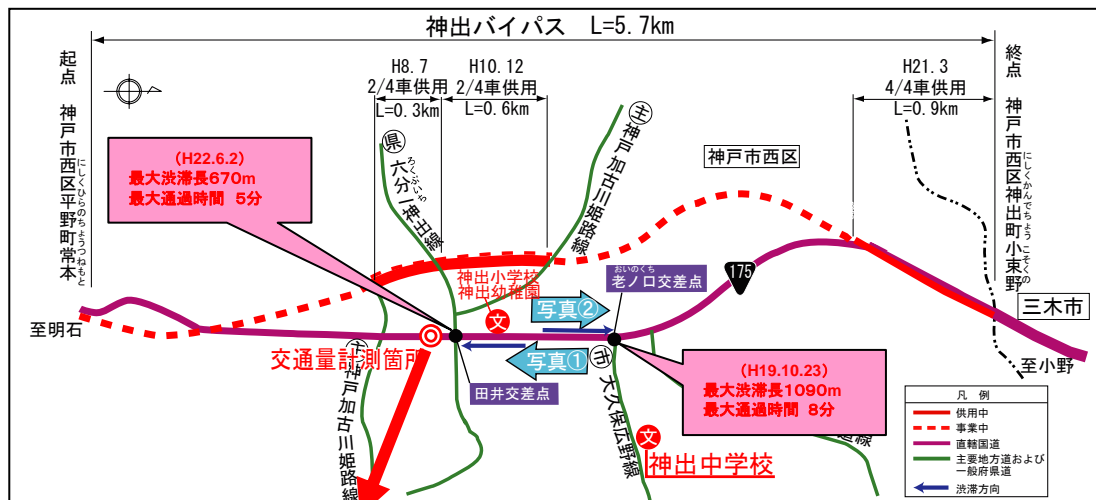 神出バイパス L=5.7km
起点 神戸市西区平野町常本
にしくひらのちょうつねもと
H8.7
2/4車供用
L=0.3km
H10.12
2/4車供用
L=0.6km
H21.3
4/4車供用
L=0.9km
終点 神戸市西区神出町小束野
にしくかんでちょう こそくの
(H22.6.2)
最大渋滞長670m
最大通過時間 5分
県
六分一神出線
ろくぶいち
主
神戸加古川姫路線
神戸市西区
神出小学校
神出幼稚園
文
写真②
おいのくち
老ノ口交差点
175
三木市
至明石
至小野
交通量計測箇所
写真①
田井交差点
主
神戸加古川姫路線
市
大久保広野線
(H19.10.23)
最大渋滞長1090m
最大通過時間 8分
文
神出中学校
道線
凡 例
供用中
事業中
直轄国道
主要地方道および
一般府県道
渋滞方向